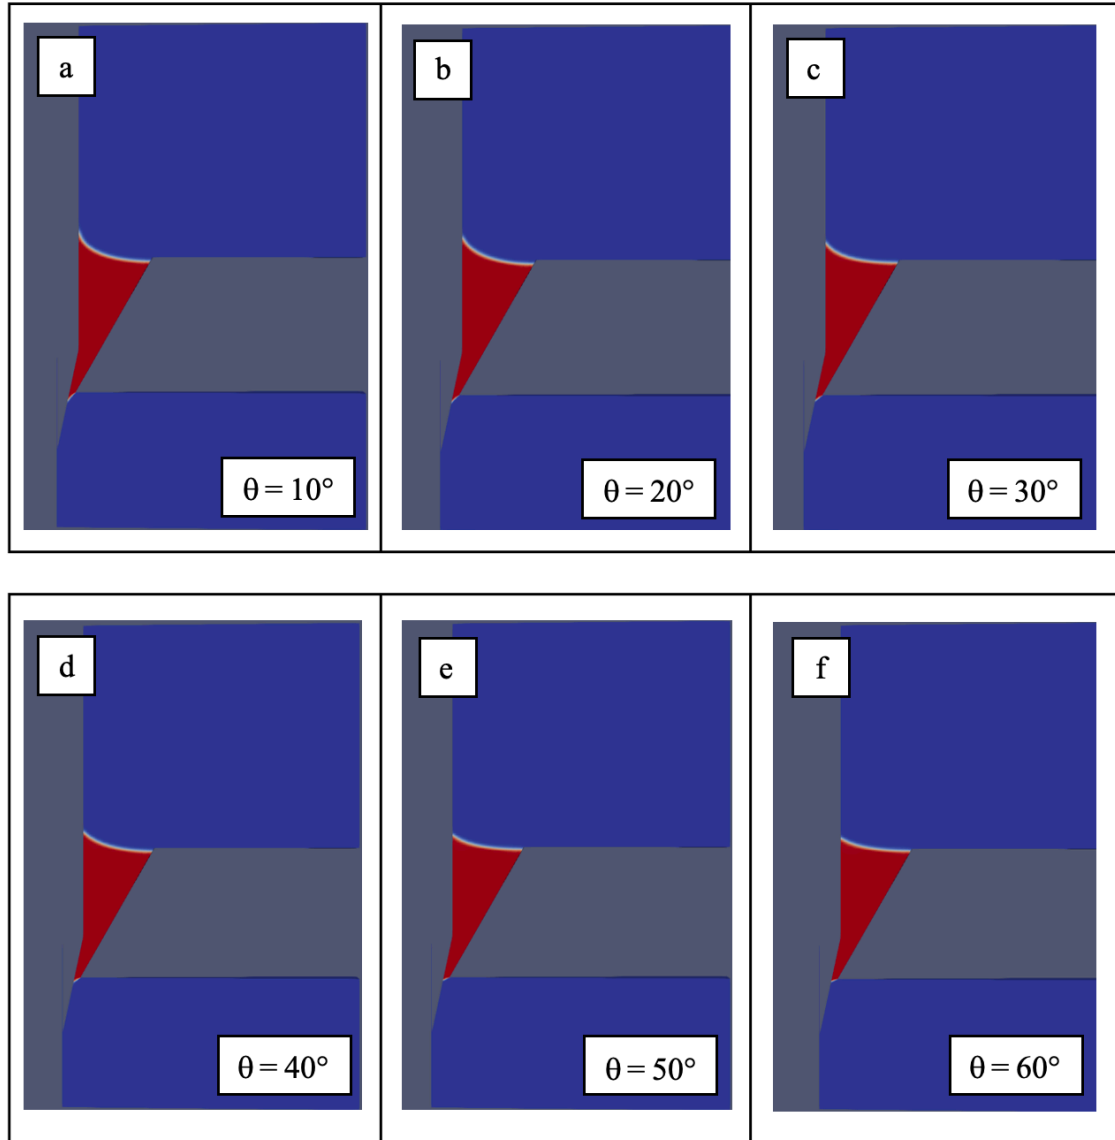 a
b
c
θ = 10°
θ = 20°
θ = 30°
d
e
f
θ = 40°
θ = 50°
θ = 60°